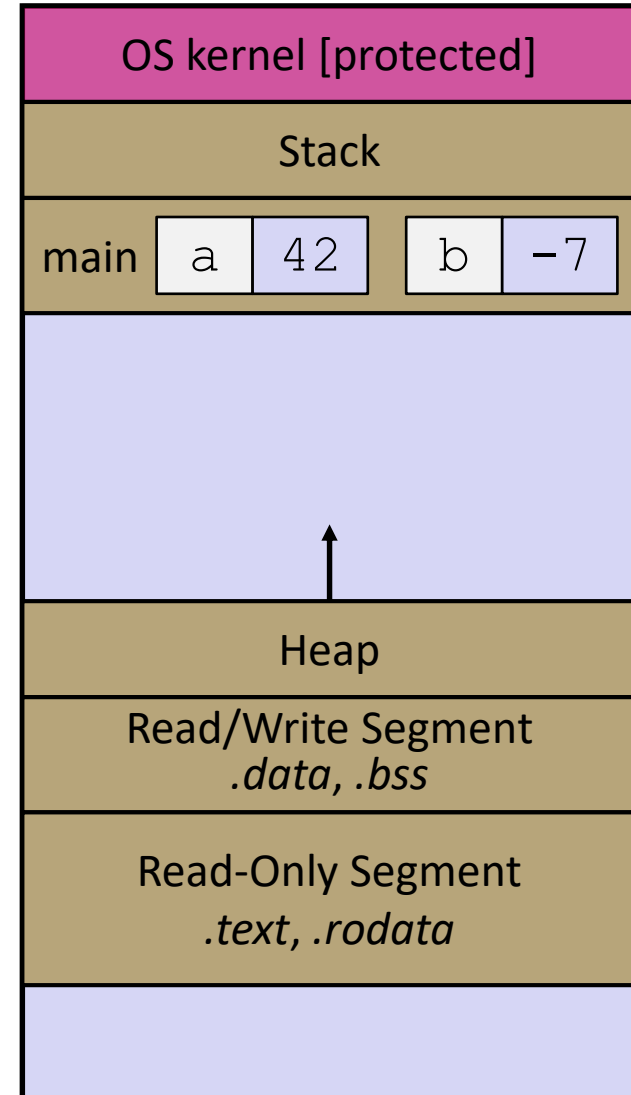 OS kernel [protected]
Stack
main a 42 b -7
Heap
Read/Write Segment
.data, .bss
Read-Only Segment
.text, .rodata